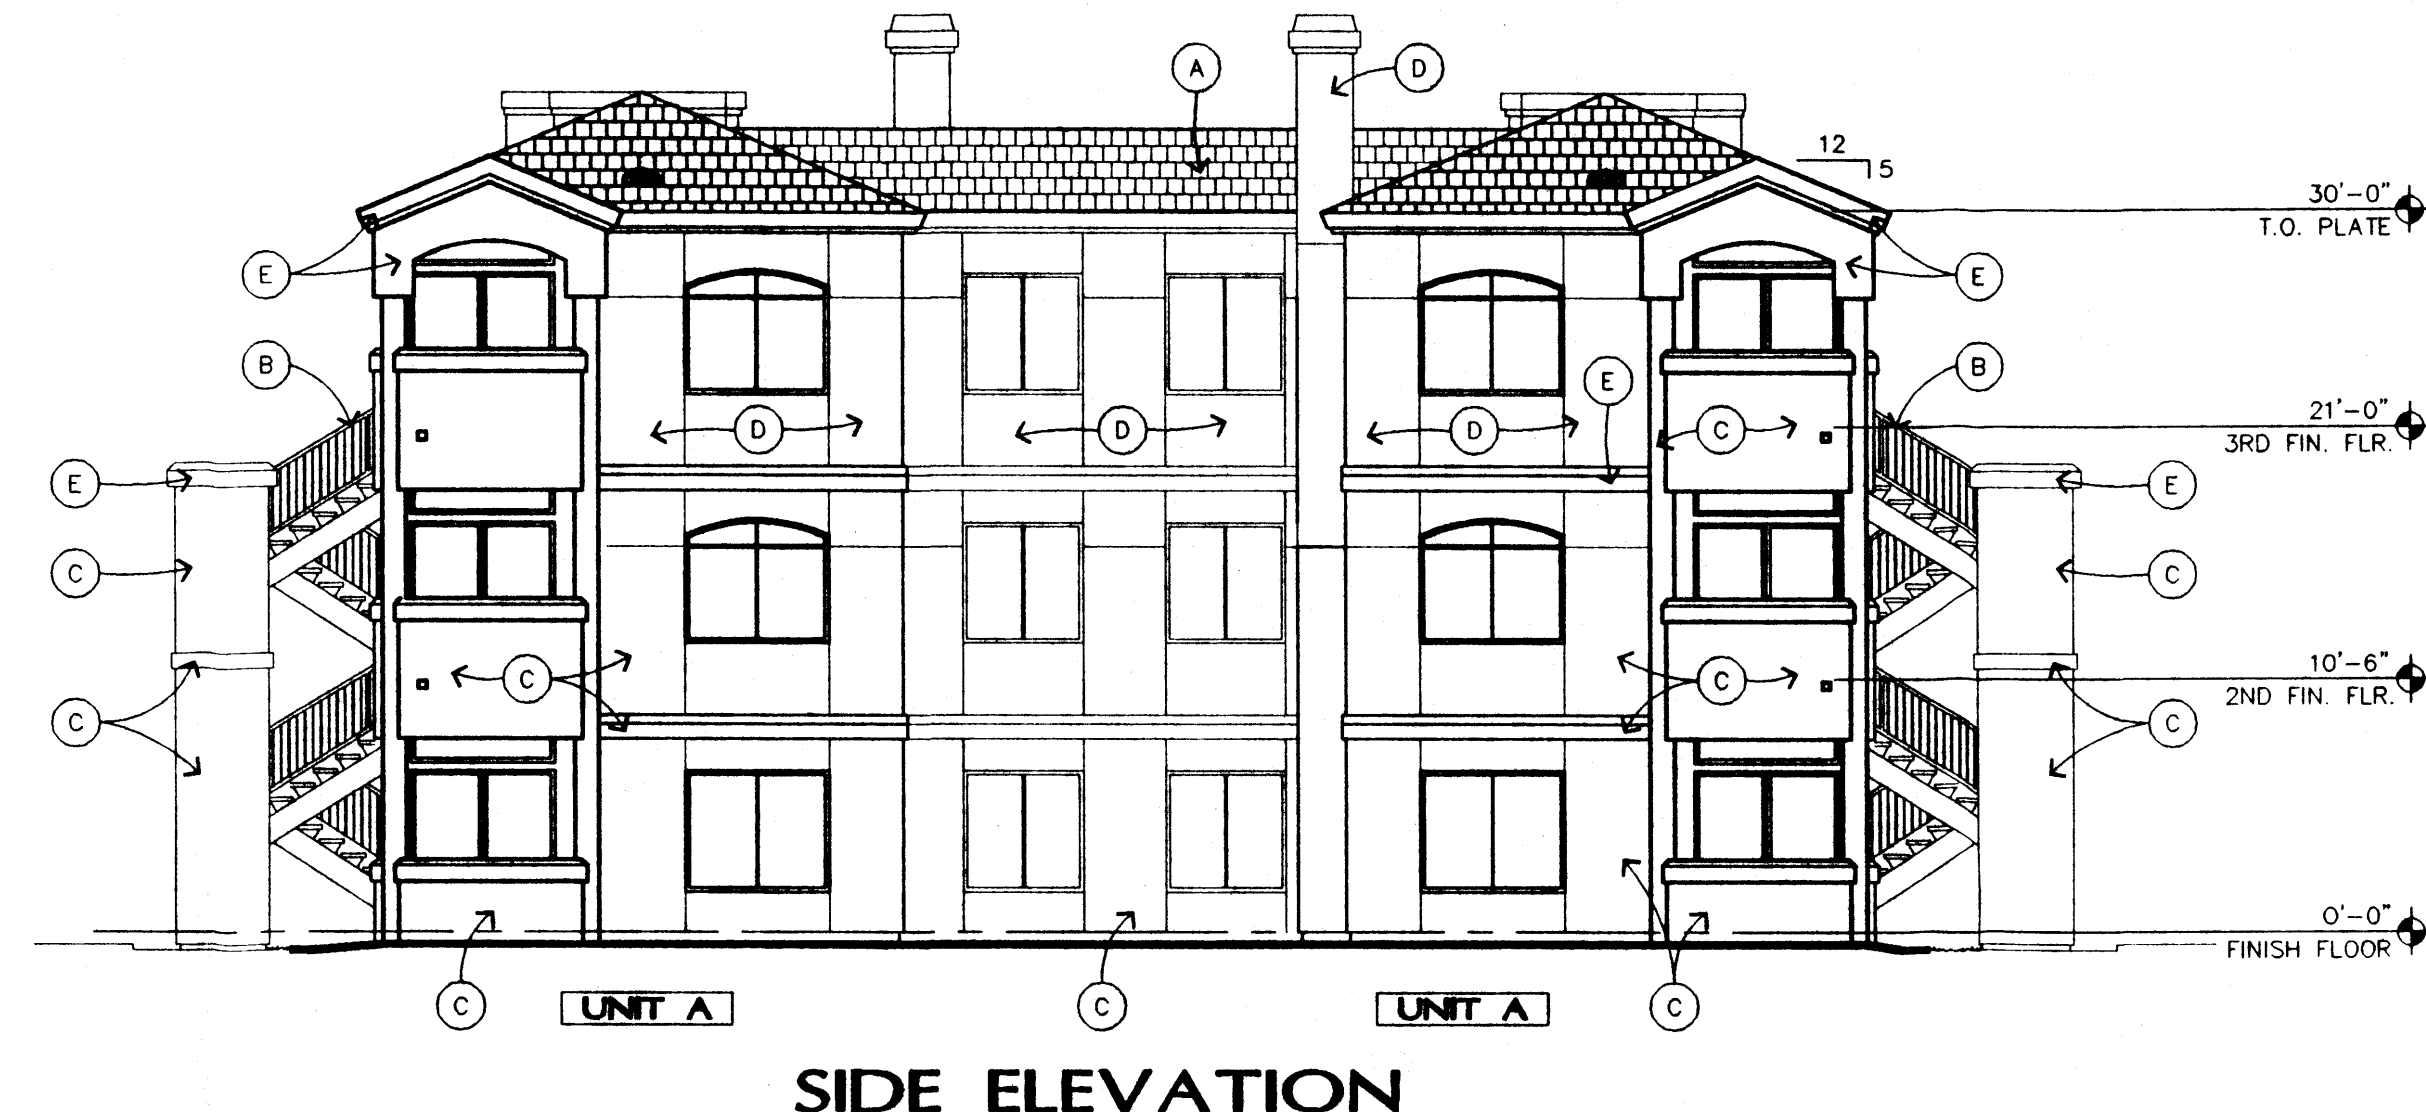 A
D
12
5
30'-0"
T.O. PLATE
E
E
B
E
B
D
D
D
C
21'-0"
3RD FIN. FLR.
E
E
C
C
C
C
10'-6"
2ND FIN. FLR.
C
C
0'-0"
FINISH FLOOR
C
UNIT A
C
UNIT A
C
SIDE ELEVATION